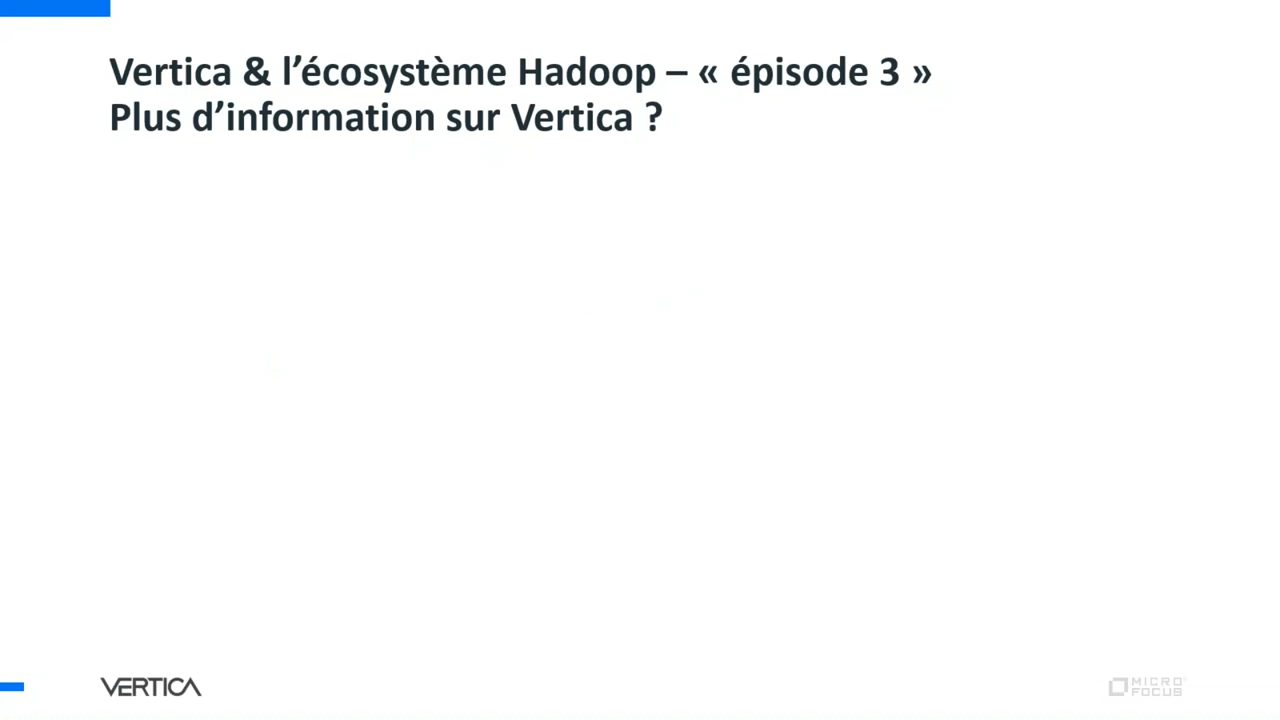 Vertica & l’écosystème Hadoop – « épisode 3 »
Plus d’information sur Vertica ?
VERTICA
MICRO
FOCUS